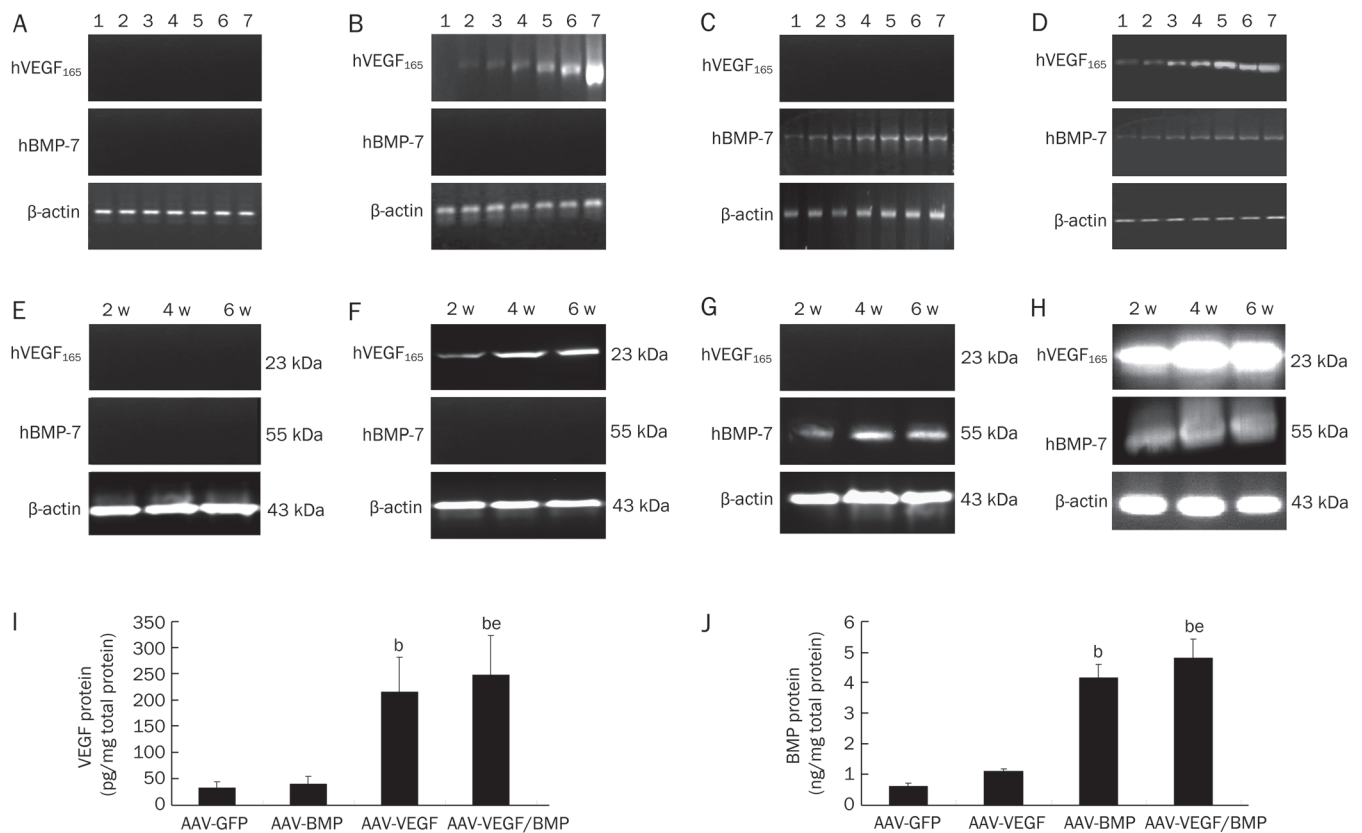 A
1 2 3 4 5 6 7
hVEGF₁₆₅
hBMP-7
β-actin
B
1 2 3 4 5 6 7
hVEGF₁₆₅
hBMP-7
β-actin
C
1 2 3 4 5 6 7
hVEGF₁₆₅
hBMP-7
β-actin
D
1 2 3 4 5 6 7
hVEGF₁₆₅
hBMP-7
β-actin
E
2 w 4 w 6 w
hVEGF₁₆₅ 23 kDa
hBMP-7 55 kDa
β-actin 43 kDa
F
2 w 4 w 6 w
hVEGF₁₆₅ 23 kDa
hBMP-7 55 kDa
β-actin 43 kDa
G
2 w 4 w 6 w
hVEGF₁₆₅ 23 kDa
hBMP-7 55 kDa
β-actin 43 kDa
H
2 w 4 w 6 w
hVEGF₁₆₅ 23 kDa
hBMP-7 55 kDa
β-actin 43 kDa
I
VEGF protein
(pg/mg total protein)
350
300
250
200
150
100
50
0
b
be
AAV-GFP AAV-BMP AAV-VEGF AAV-VEGF/BMP
J
BMP protein
(ng/mg total protein)
6
5
4
3
2
1
0
b
be
AAV-GFP AAV-VEGF AAV-BMP AAV-VEGF/BMP